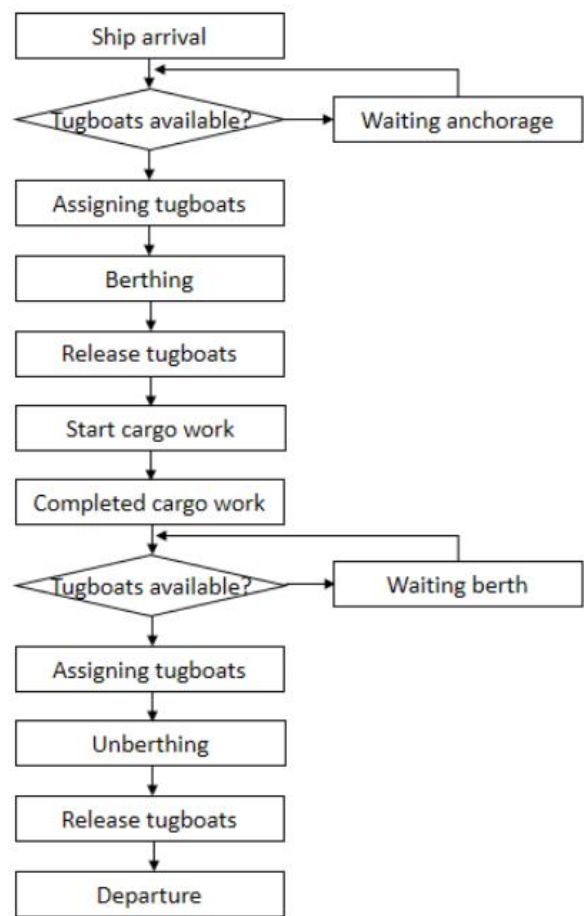 Ship arrival
Tugboats available?
Waiting anchorage
Assigning tugboats
Berthing
Release tugboats
Start cargo work
Completed cargo work
Tugboats available?
Waiting berth
Assigning tugboats
Unberthing
Release tugboats
Departure